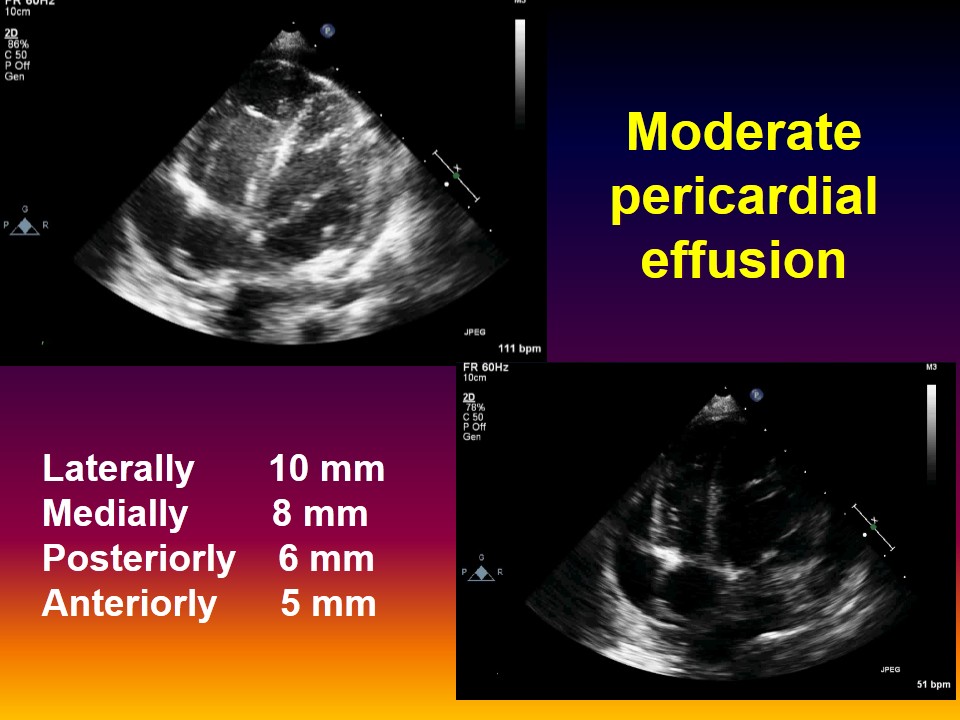 FR 60Hz
10cm
2D
86%
C 50
P Off
Gen
M3
P
G
P R
JPEG
111 bpm
Moderate
pericardial
effusion
Laterally 10 mm
Medially 8 mm
Posteriorly 6 mm
Anteriorly 5 mm
FR 60Hz
10cm
2D
78%
C 50
P Off
Gen
M3
P
G
P R
JPEG
51 bpm